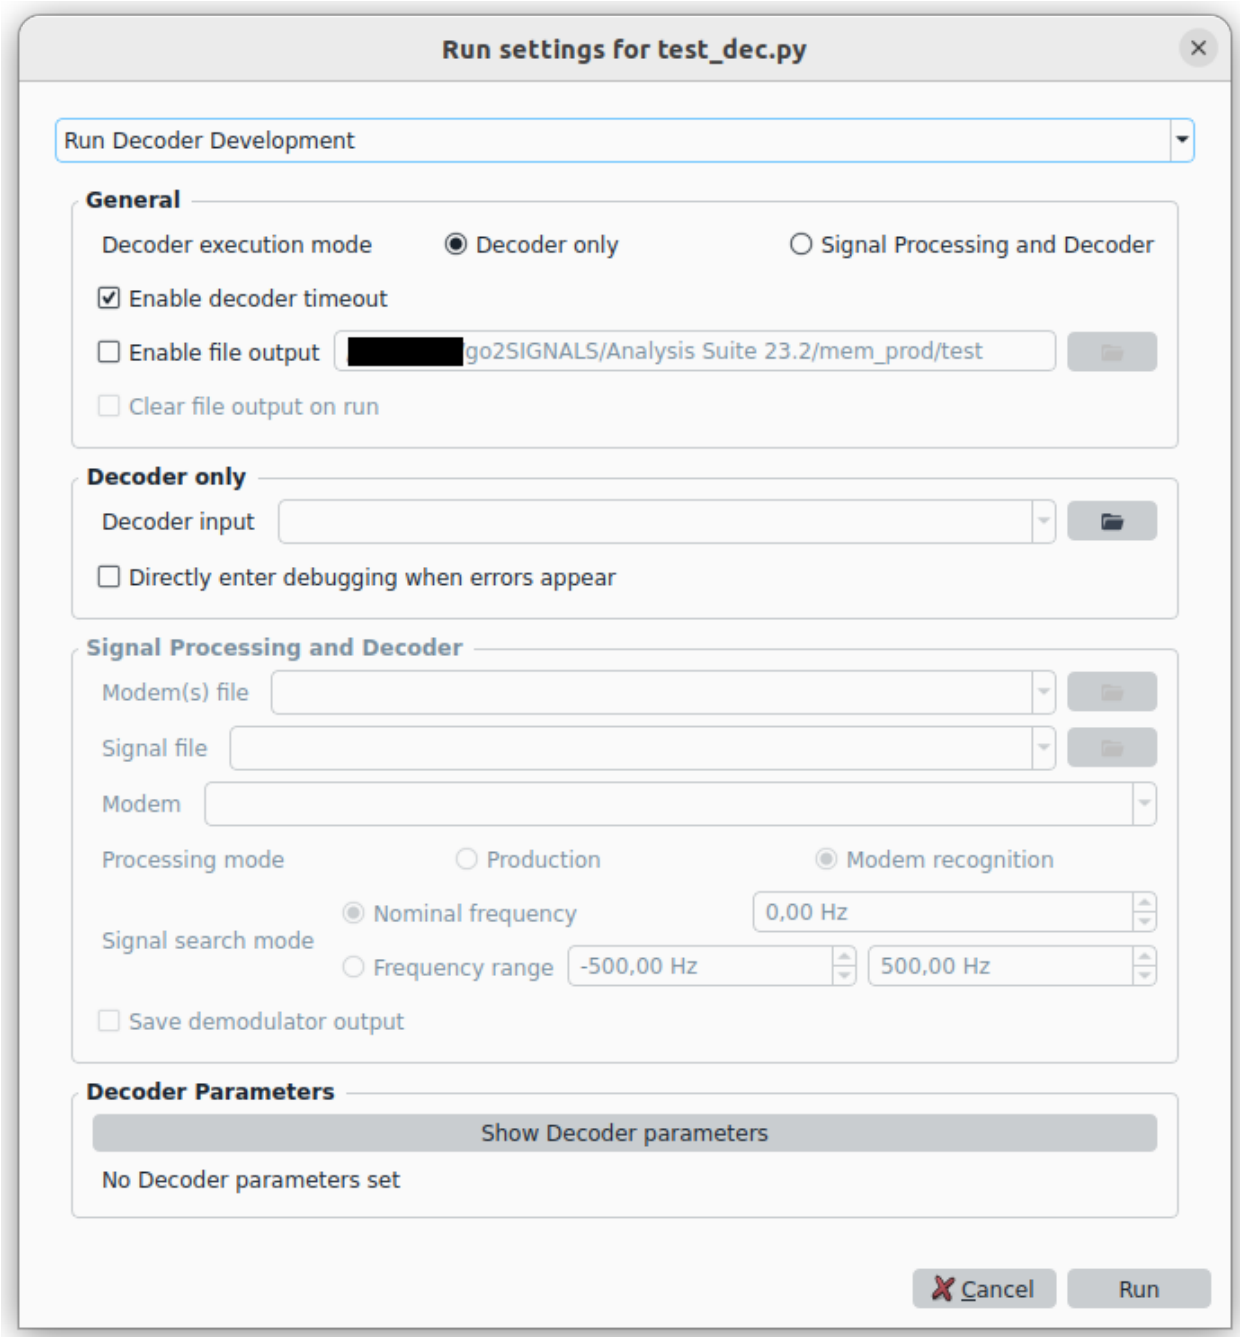 Run settings for test_dec.py
Run Decoder Development
General
Decoder execution mode Decoder only Signal Processing and Decoder
Enable decoder timeout
Enable file output go2SIGNALS/Analysis Suite 23.2/mem_prod/test
Clear file output on run
Decoder only
Decoder input
Directly enter debugging when errors appear
Signal Processing and Decoder
Modem(s) file
Signal file
Modem
Processing mode Production Modem recognition
Nominal frequency 0,00 Hz
Signal search mode
Frequency range -500,00 Hz 500,00 Hz
Save demodulator output
Decoder Parameters
Show Decoder parameters
No Decoder parameters set
Cancel Run